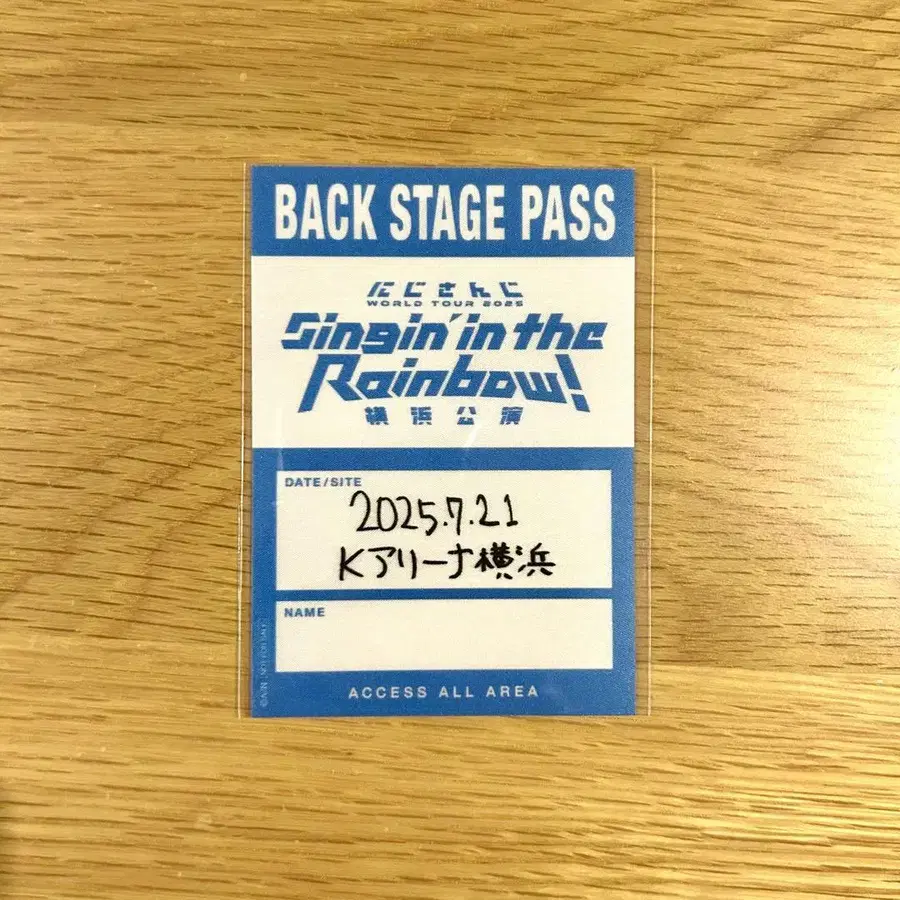 BACK STAGE PASS
にじさんじ
WORLD TOUR 2025
Singin' in the
Rainbow!
横浜公演
DATE/SITE
2025.7.21
Kアリーナ横浜
NAME
ACCESS ALL AREA